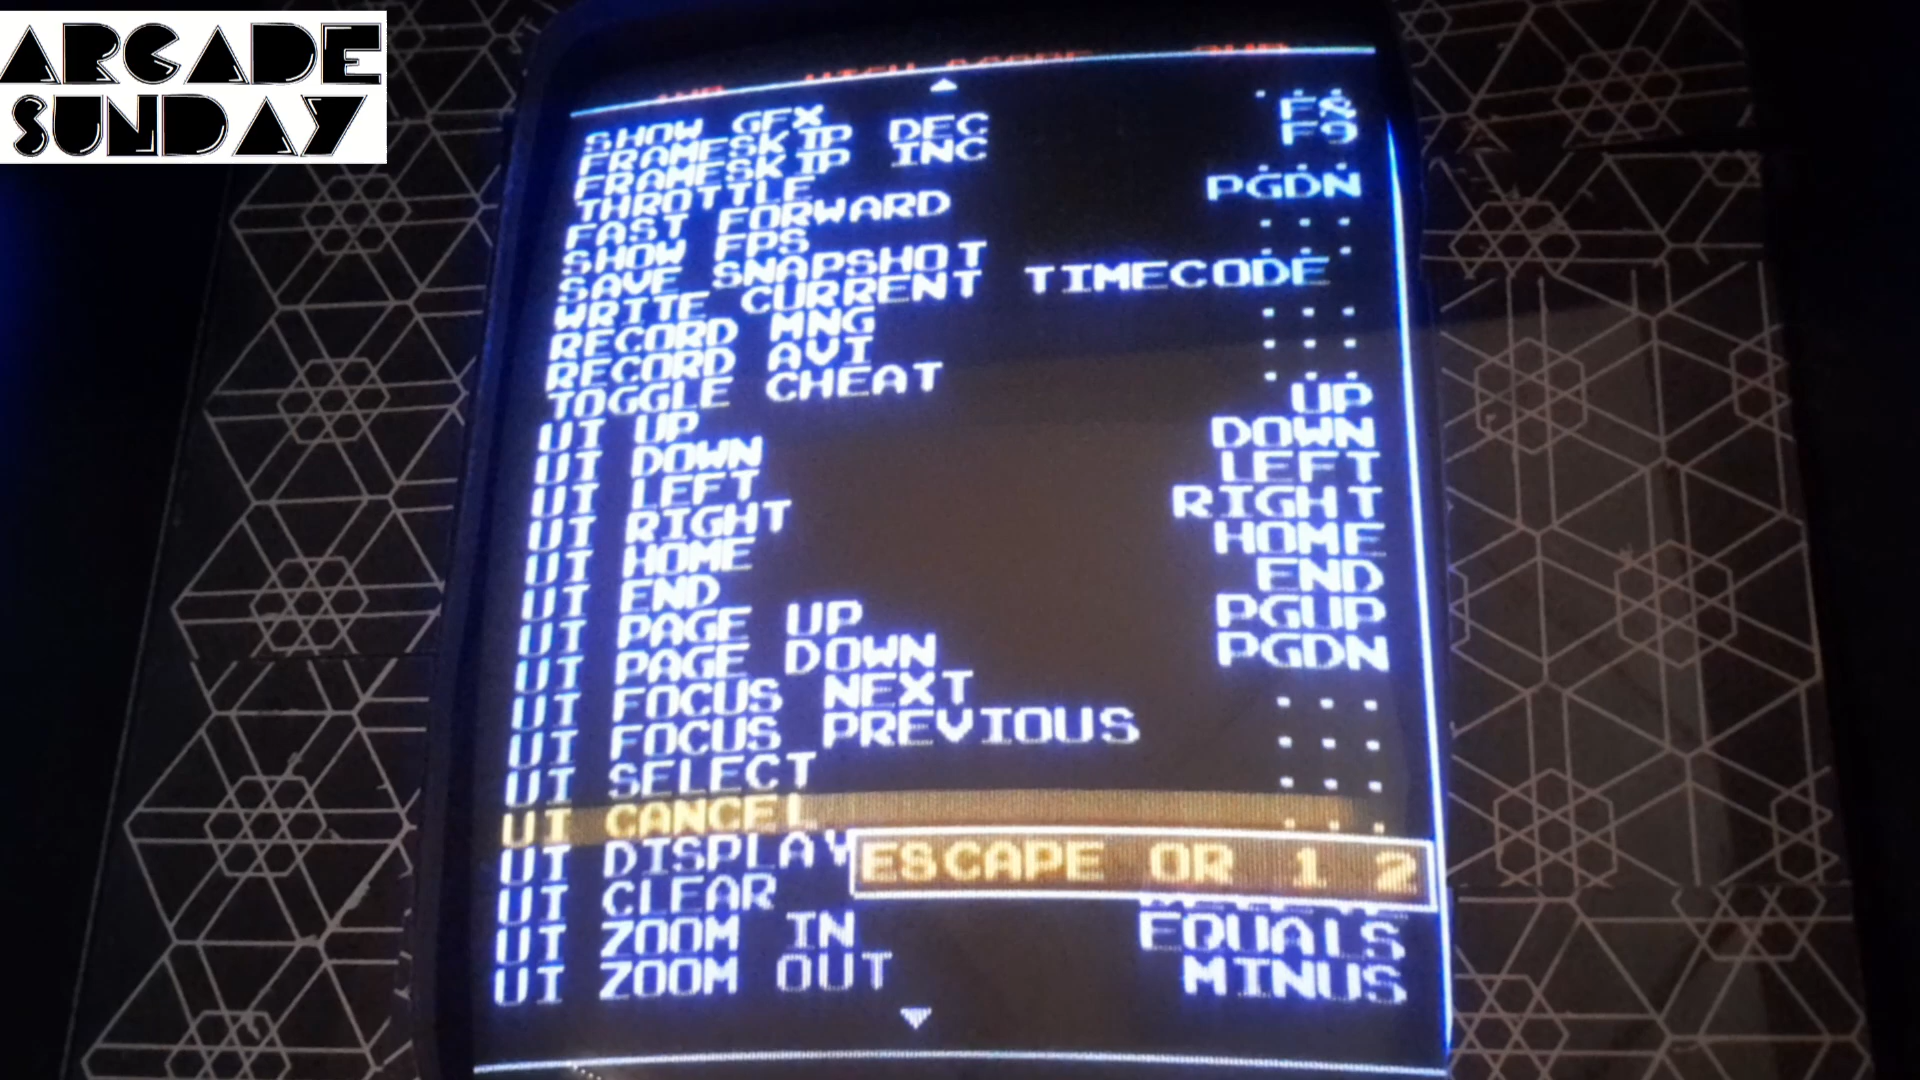 ARCADE
SUNDAY
SHOW GFX ...
FRAMESKIP DEC F8
FRAMESKIP INC F9
THROTTLE ...
FAST FORWARD PGDN
SHOW FPS ...
SAVE SNAPSHOT ...
WRITE CURRENT TIMECODE
RECORD MNG ...
RECORD AVI ...
TOGGLE CHEAT ...
UI UP UP
UI DOWN DOWN
UI LEFT LEFT
UI RIGHT RIGHT
UI HOME HOME
UI END END
UI PAGE UP PGUP
UI PAGE DOWN PGDN
UI FOCUS NEXT ...
UI FOCUS PREVIOUS ...
UI SELECT ...
UI CANCEL ...
UI DISPLAY
ESCAPE OR 1 2
UI CLEAR
UI ZOOM IN EQUALS
UI ZOOM OUT MINUS